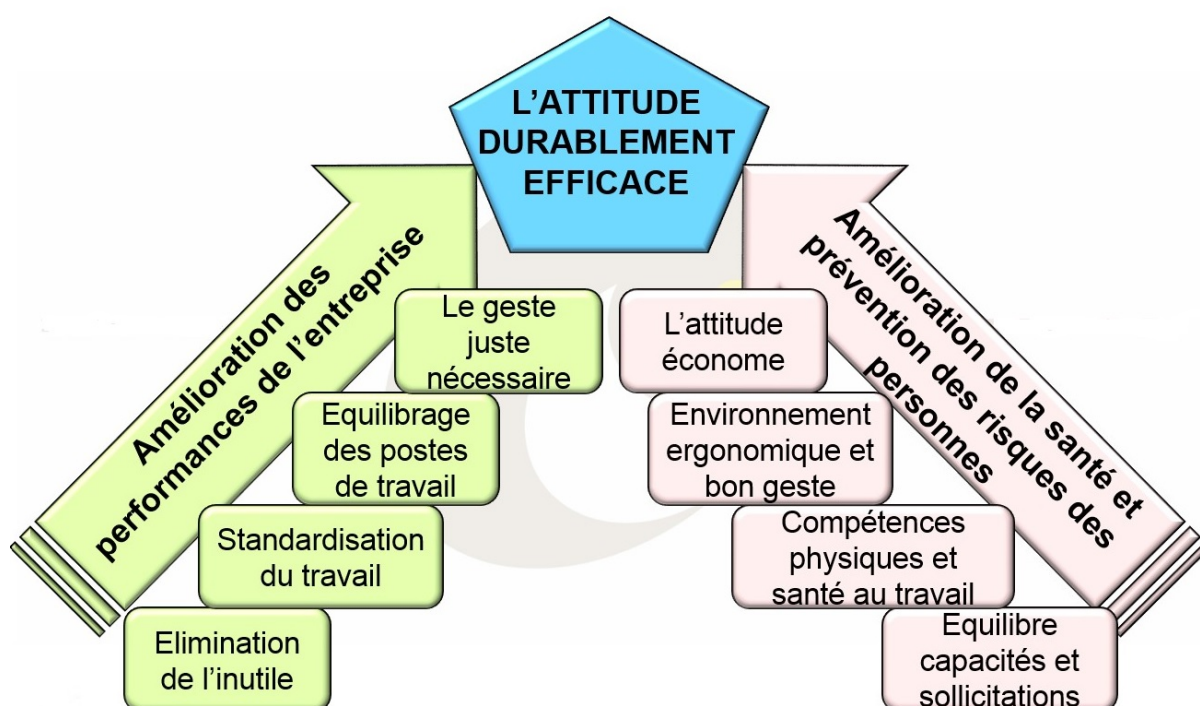 L'ATTITUDE
DURABLEMENT
EFFICACE
Amélioration des
performances de l'entreprise
Le geste
juste
nécessaire
Equilibrage
des postes
de travail
Standardisation
du travail
Elimination
de l'inutile
Amélioration de la santé et
prévention des risques des
personnes
L'attitude
économe
Environnement
ergonomique et
bon geste
Compétences
physiques et
santé au travail
Equilibre
capacités et
sollicitations